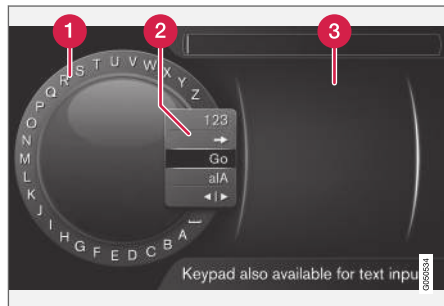 1
2
3
A B C D E F G H I J K L M N O P Q R S T U V W X Y Z
123
Go
a|A
Keypad also available for text inpu
G050534